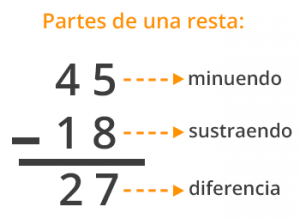 Partes de una resta:
45 minuendo
- 18 sustraendo
27 diferencia